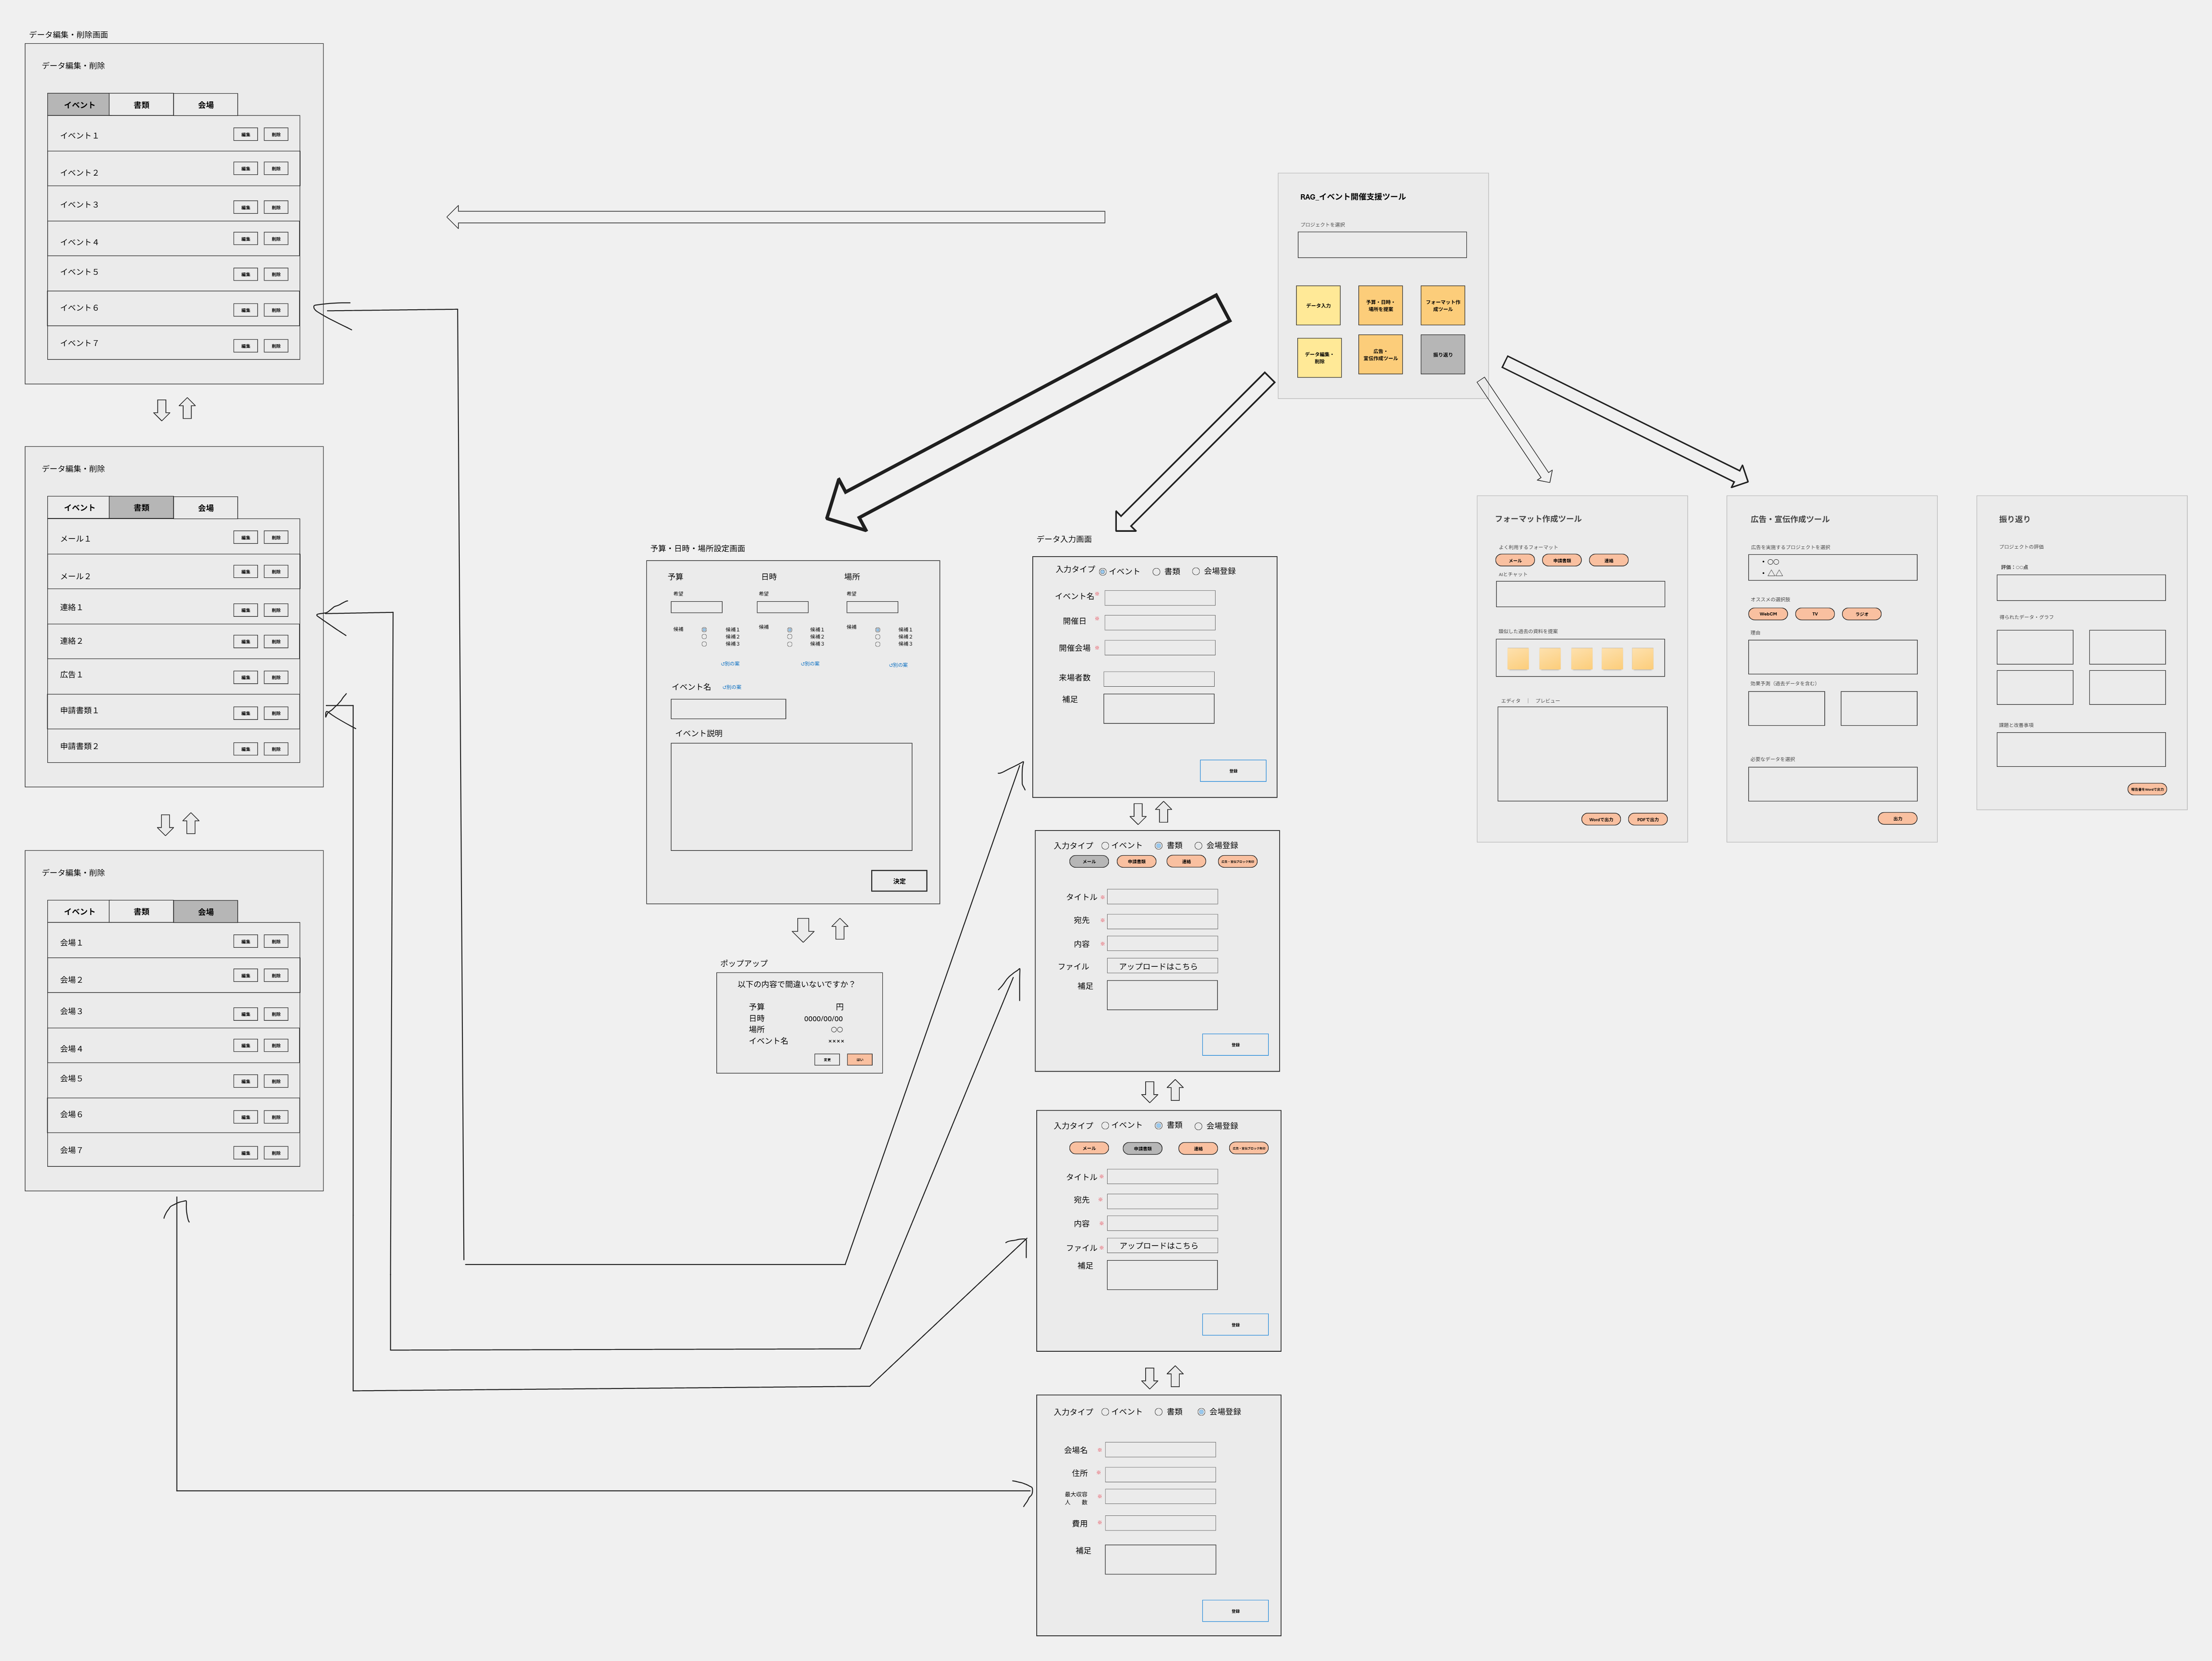 データ編集・削除画面
データ編集・削除
イベント 書類 会場
イベント１ 編集 削除
イベント２ 編集 削除
イベント３ 編集 削除
イベント４ 編集 削除
イベント５ 編集 削除
イベント６ 編集 削除
イベント７ 編集 削除
データ編集・削除
イベント 書類 会場
メール１ 編集 削除
メール２ 編集 削除
連絡１ 編集 削除
連絡２ 編集 削除
広告１ 編集 削除
申請書類１ 編集 削除
申請書類２ 編集 削除
データ編集・削除
イベント 書類 会場
会場１ 編集 削除
会場２ 編集 削除
会場３ 編集 削除
会場４ 編集 削除
会場５ 編集 削除
会場６ 編集 削除
会場７ 編集 削除
RAG_イベント開催支援ツール
プロジェクトを選択
データ入力
予算・日時・
場所を提案
フォーマット作
成ツール
データ編集・
削除
広告・
宣伝作成ツール
振り返り
予算・日時・場所設定画面
予算 日時 場所
希望 希望 希望
候補 候補１ 候補 候補１ 候補 候補１
候補２ 候補２ 候補２
候補３ 候補３ 候補３
↺別の案 ↺別の案 ↺別の案
イベント名 ↺別の案
イベント説明
決定
ポップアップ
以下の内容で間違いないですか？
予算 円
日時 0000/00/00
場所 ○○
イベント名 ××××
変更 はい
データ入力画面
入力タイプ イベント 書類 会場登録
イベント名※
開催日 ※
開催会場 ※
来場者数
補足
登録
入力タイプ イベント 書類 会場登録
メール 申請書類 連絡
タイトル ※
宛先 ※
内容 ※
ファイル アップロードはこちら
補足
登録
入力タイプ イベント 書類 会場登録
メール 申請書類 連絡
タイトル ※
宛先 ※
内容 ※
ファイル ※ アップロードはこちら
補足
登録
入力タイプ イベント 書類 会場登録
会場名 ※
住所 ※
最大収容
人 数 ※
費用 ※
補足
登録
フォーマット作成ツール
よく利用するフォーマット
メール 申請書類 連絡
AIとチャット
類似した過去の資料を提案
エディタ ｜ プレビュー
Wordで出力 PDFで出力
広告・宣伝作成ツール
広告を実施するプロジェクトを選択
• ○○
• △△
オススメの選択肢
WebCM TV ラジオ
理由
効果予測（過去データを含む）
必要なデータを選択
出力
振り返り
プロジェクトの評価
評価：○○点
得られたデータ・グラフ
課題と改善事項
報告書をWordで出力